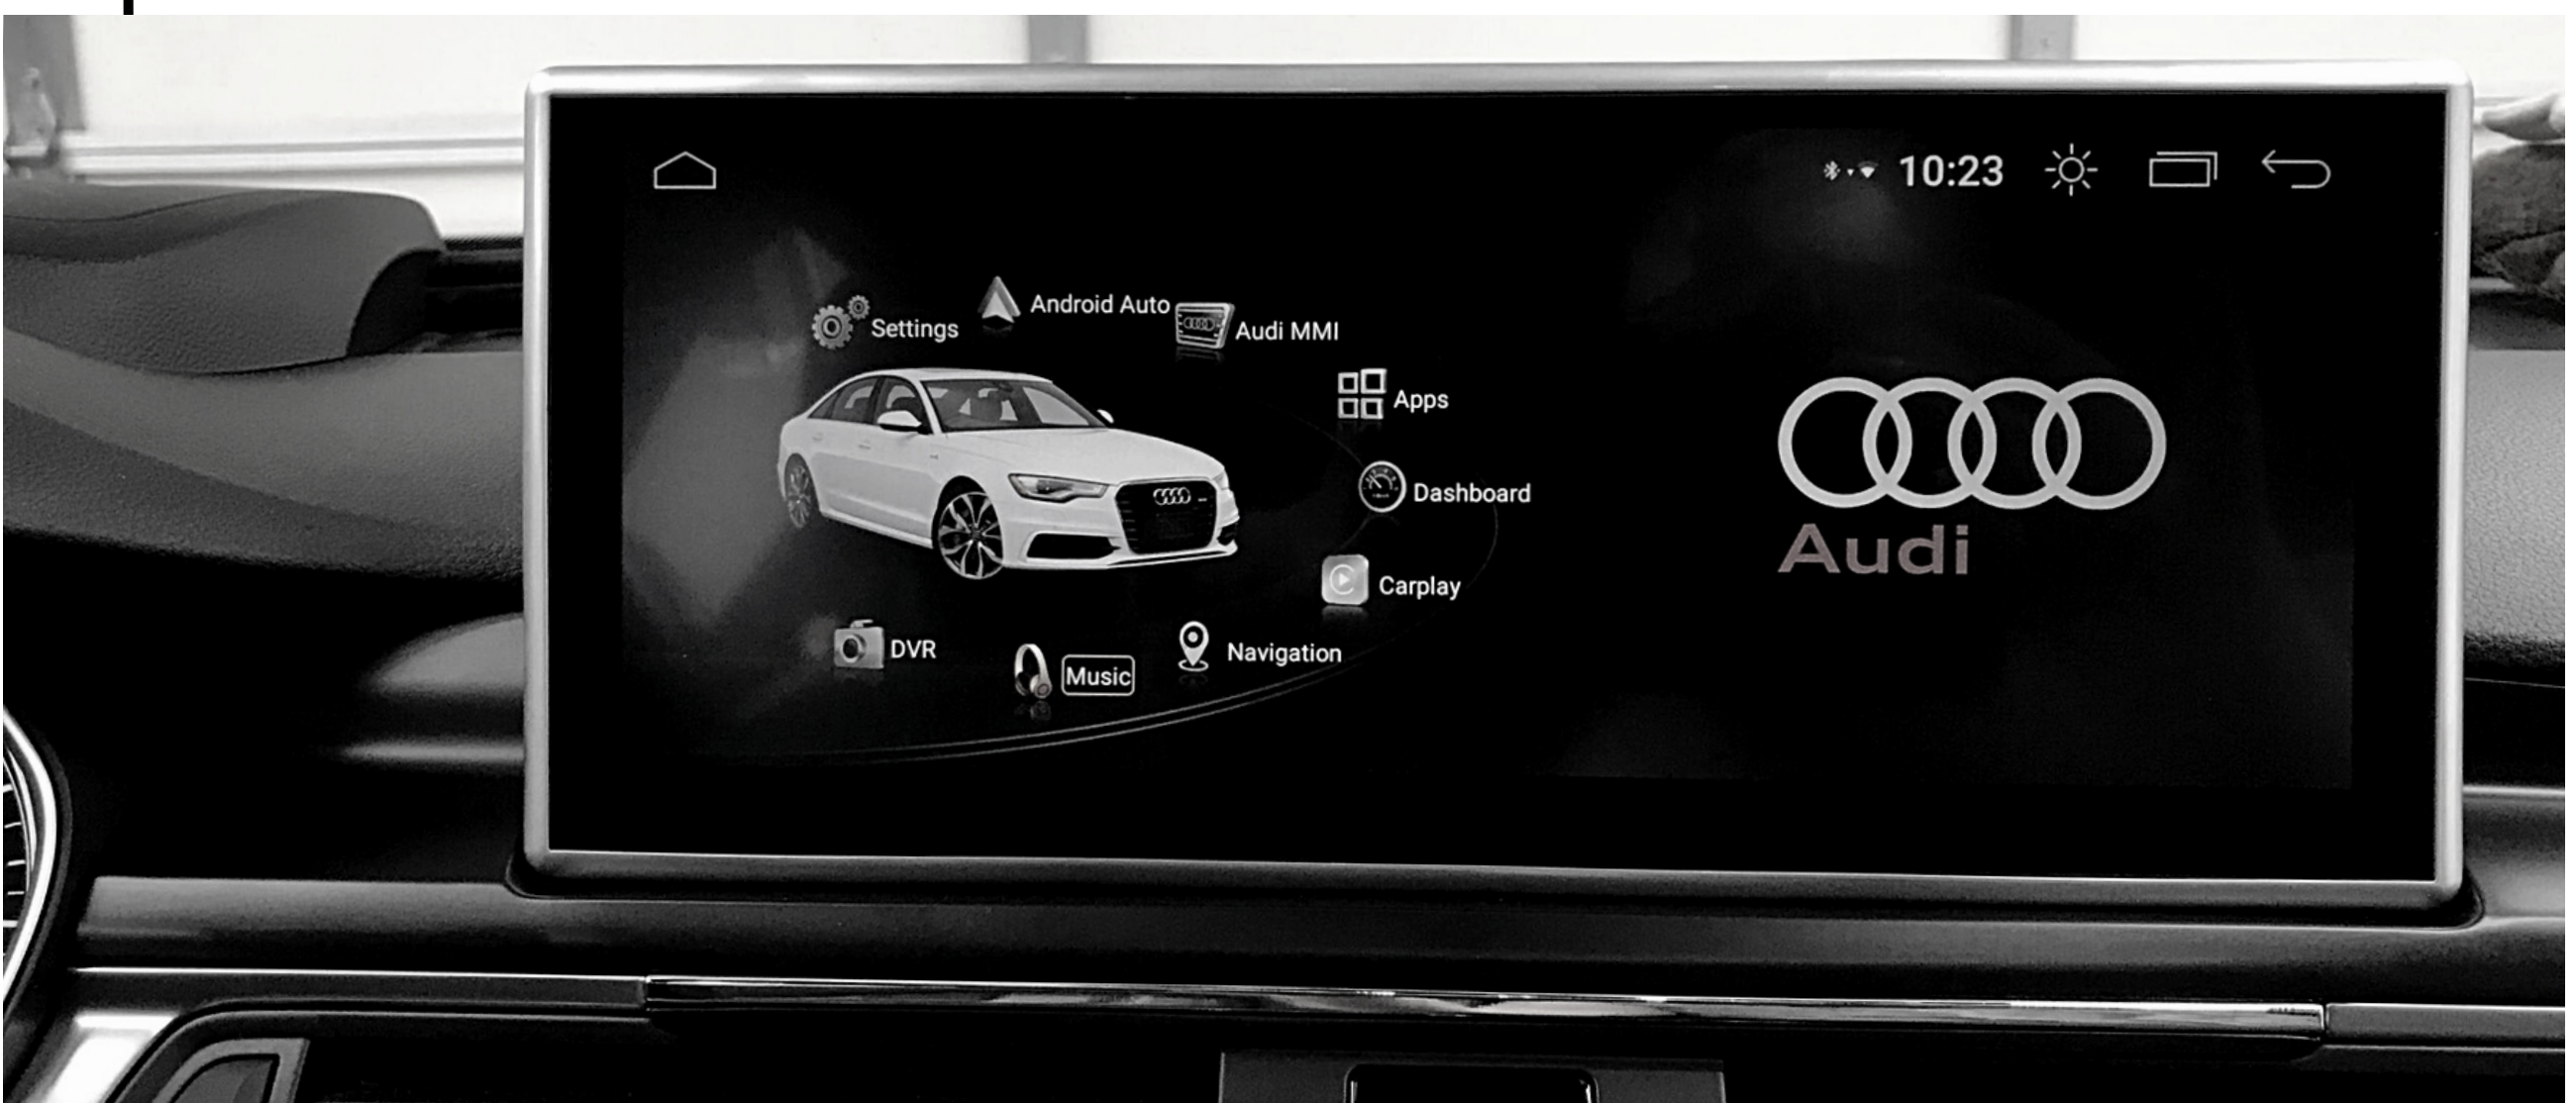 10:23
Settings
Android Auto
Audi MMI
Apps
Dashboard
Carplay
Navigation
Music
DVR
Audi